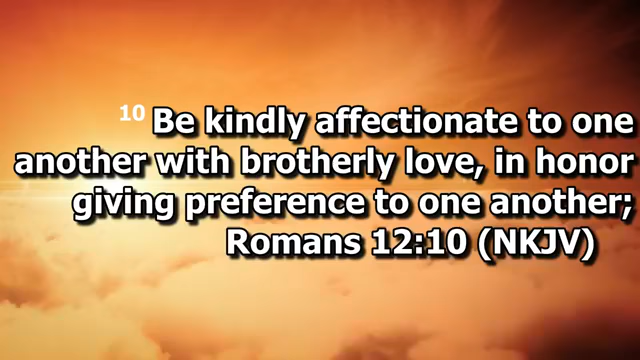 10 Be kindly affectionate to one
another with brotherly love, in honor
giving preference to one another;
Romans 12:10 (NKJV)